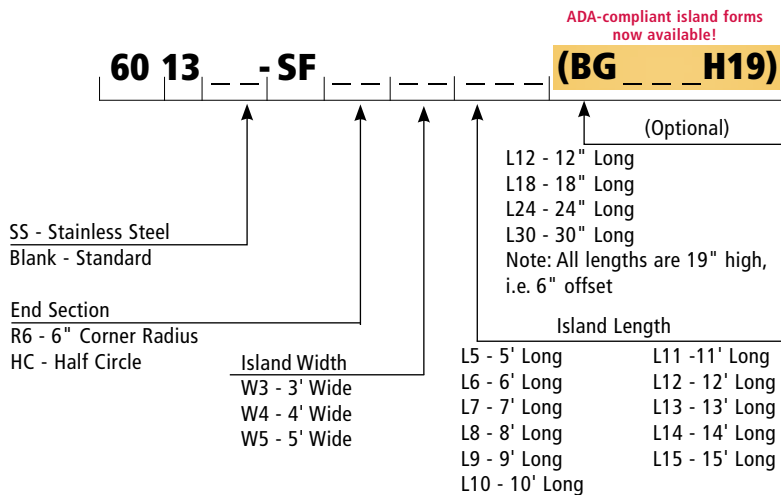 ADA-compliant island forms
now available!
60 13 _ _ - SF _ _ _ _ _ _ _ (BG _ _ _ H19)
(Optional)
L12 - 12" Long
L18 - 18" Long
L24 - 24" Long
L30 - 30" Long
Note: All lengths are 19" high,
i.e. 6" offset
SS - Stainless Steel
Blank - Standard
End Section
R6 - 6" Corner Radius
HC - Half Circle
Island Width
W3 - 3' Wide
W4 - 4' Wide
W5 - 5' Wide
Island Length
L5 - 5' Long
L6 - 6' Long
L7 - 7' Long
L8 - 8' Long
L9 - 9' Long
L10 - 10' Long
L11 -11' Long
L12 - 12' Long
L13 - 13' Long
L14 - 14' Long
L15 - 15' Long